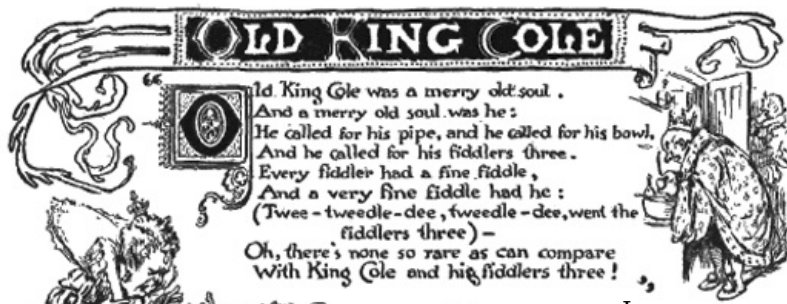 OLD KING COLE
“Old King Cole was a merry old soul.
And a merry old soul was he:
He called for his pipe, and he called for his bowl,
And he called for his fiddlers three.
Every fiddler had a fine fiddle,
And a very fine fiddle had he:
(Twee-tweedle-dee, tweedle-dee, went the
fiddlers three)—
Oh, there's none so rare as can compare
With King Cole and his fiddlers three! ”